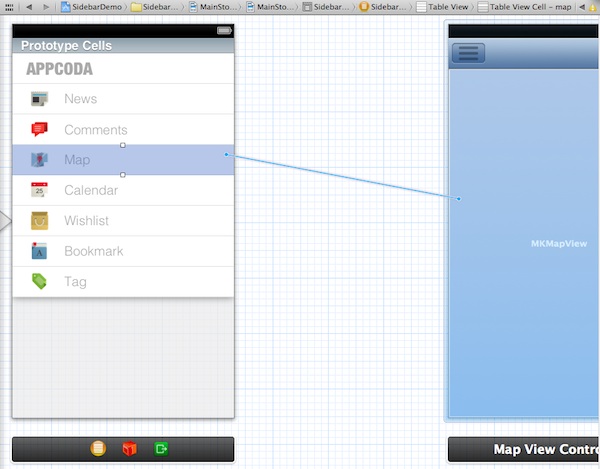 SidebarDemo Sidebar... MainSto... MainSto... Sidebar... Sidebar... Table View Table View Cell – map
Prototype Cells
APPCODA
News
Comments
Map
25
Calendar
Wishlist
A
Bookmark
Tag
MKMapView
Map View Contro